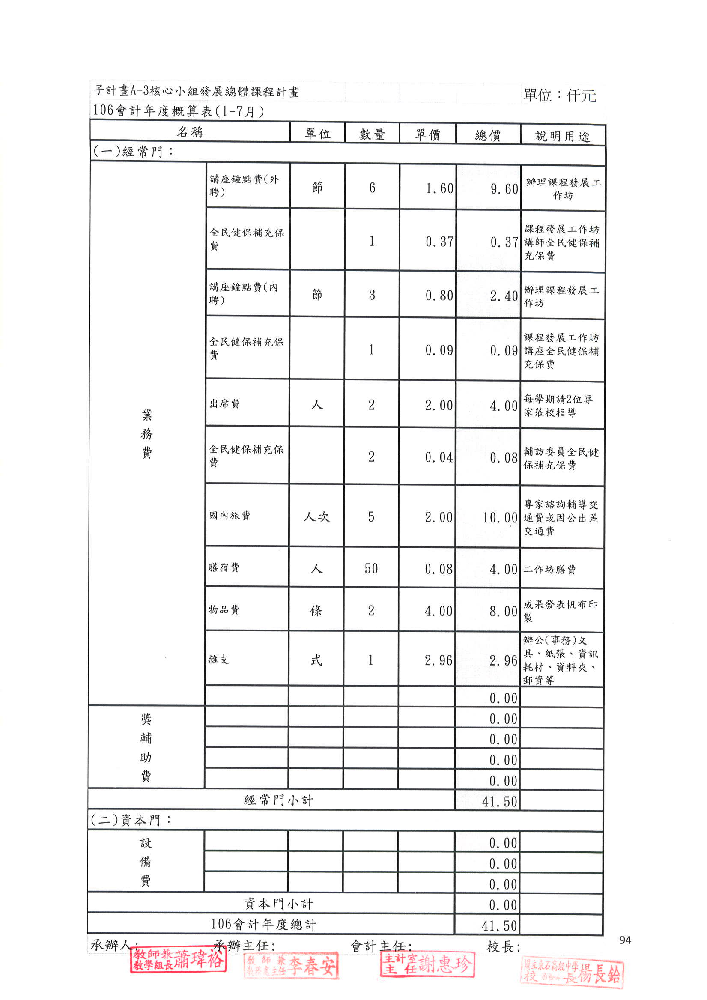 子計畫A-3核心小組發展總體課程計畫
單位：仟元
106會計年度概算表(1-7月)
名稱 單位 數量 單價 總價 說明用途
(一)經常門：
業務費
講座鐘點費(外聘) 節 6 1.60 9.60 辦理課程發展工作坊
全民健保補充保費 1 0.37 0.37 課程發展工作坊講師全民健保補充保費
講座鐘點費(內聘) 節 3 0.80 2.40 辦理課程發展工作坊
全民健保補充保費 1 0.09 0.09 課程發展工作坊講座全民健保補充保費
出席費 人 2 2.00 4.00 每學期請2位專家蒞校指導
全民健保補充保費 2 0.04 0.08 輔訪委員全民健保補充保費
國內旅費 人次 5 2.00 10.00 專家諮詢輔導交通費或因公出差交通費
膳宿費 人 50 0.08 4.00 工作坊膳費
物品費 條 2 4.00 8.00 成果發表帆布印製
雜支 式 1 2.96 2.96 辦公(事務)文具、紙張、資訊耗材、資料夾、郵資等
0.00
獎輔助費
0.00
0.00
0.00
0.00
經常門小計 41.50
(二)資本門：
設備費
0.00
0.00
0.00
資本門小計 0.00
106會計年度總計 41.50
承辦人: 承辦主任: 會計主任: 校長:
94
教師兼教學組長蕭瑋裕
教師兼教務處主任李春安
主計室主任謝惠珍
國立東石高級中學校長楊長鉿